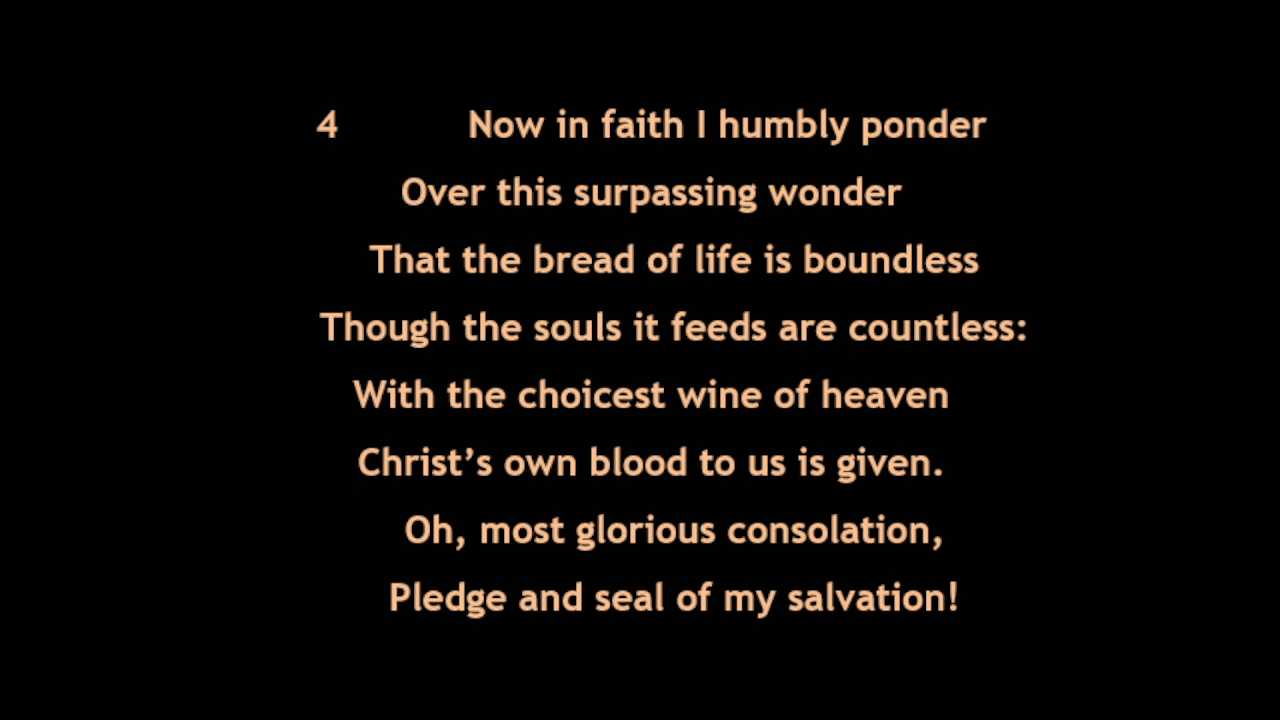 4 Now in faith I humbly ponder
Over this surpassing wonder
That the bread of life is boundless
Though the souls it feeds are countless:
With the choicest wine of heaven
Christ’s own blood to us is given.
Oh, most glorious consolation,
Pledge and seal of my salvation!